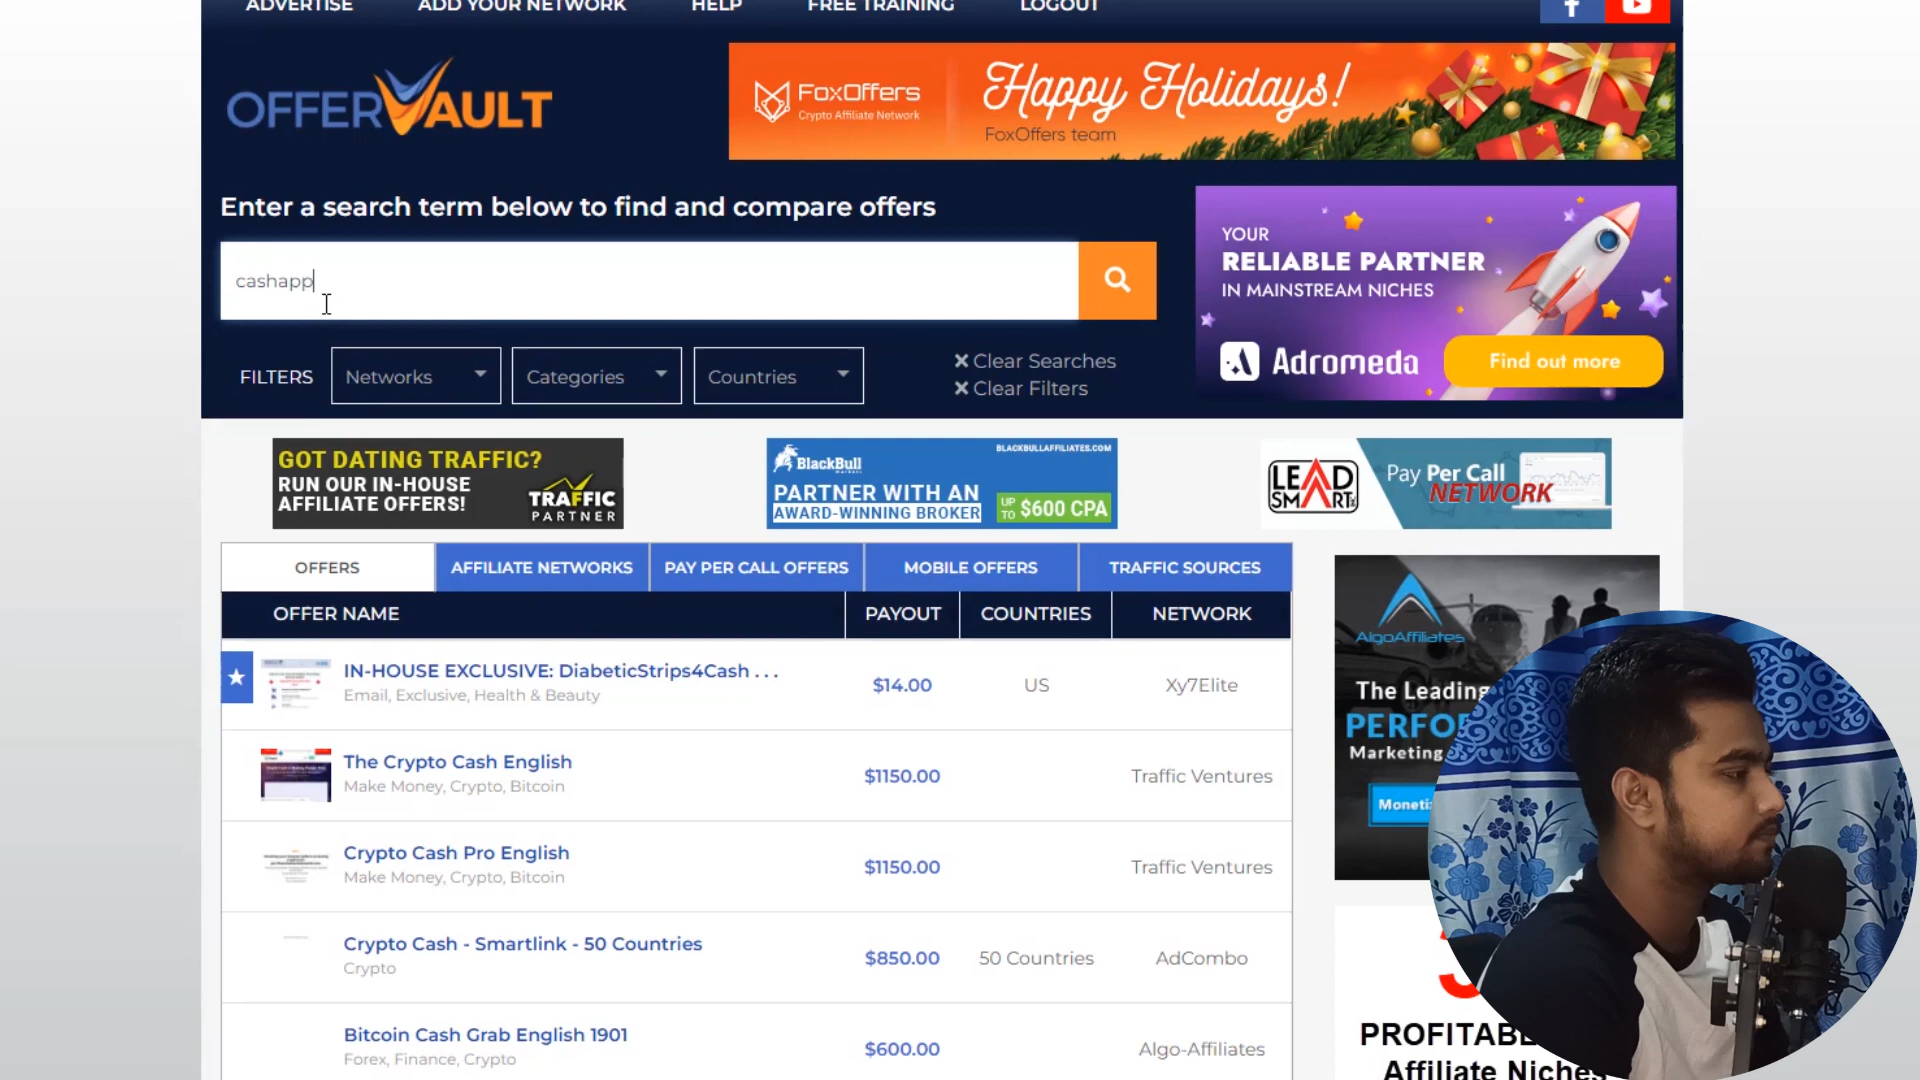 ADVERTISE ADD YOUR NETWORK HELP FREE TRAINING LOGOUT
OFFERVAULT
FoxOffers
Crypto Affiliate Network
Happy Holidays!
FoxOffers team
Enter a search term below to find and compare offers
cashapp
YOUR
RELIABLE PARTNER
IN MAINSTREAM NICHES
Adromeda
Find out more
FILTERS Networks Categories Countries
Clear Searches
Clear Filters
GOT DATING TRAFFIC?
RUN OUR IN-HOUSE
AFFILIATE OFFERS!
TRAFFIC
PARTNER
BlackBull
BLACKBULLAFFILIATES.COM
PARTNER WITH AN
AWARD-WINNING BROKER
UP TO $600 CPA
LEAD
SMART
Pay Per Call
NETWORK
OFFERS AFFILIATE NETWORKS PAY PER CALL OFFERS MOBILE OFFERS TRAFFIC SOURCES
OFFER NAME PAYOUT COUNTRIES NETWORK
IN-HOUSE EXCLUSIVE: DiabeticStrips4Cash . . .
Email, Exclusive, Health & Beauty
$14.00 US Xy7Elite
The Crypto Cash English
Make Money, Crypto, Bitcoin
$1150.00 Traffic Ventures
Crypto Cash Pro English
Make Money, Crypto, Bitcoin
$1150.00 Traffic Ventures
Crypto Cash - Smartlink - 50 Countries
Crypto
$850.00 50 Countries AdCombo
Bitcoin Cash Grab English 1901
Forex, Finance, Crypto
$600.00 Algo-Affiliates
AlgoAffiliates
The Leading
PERFO
Marketing
Moneti
PROFITABL
Affiliate Niches